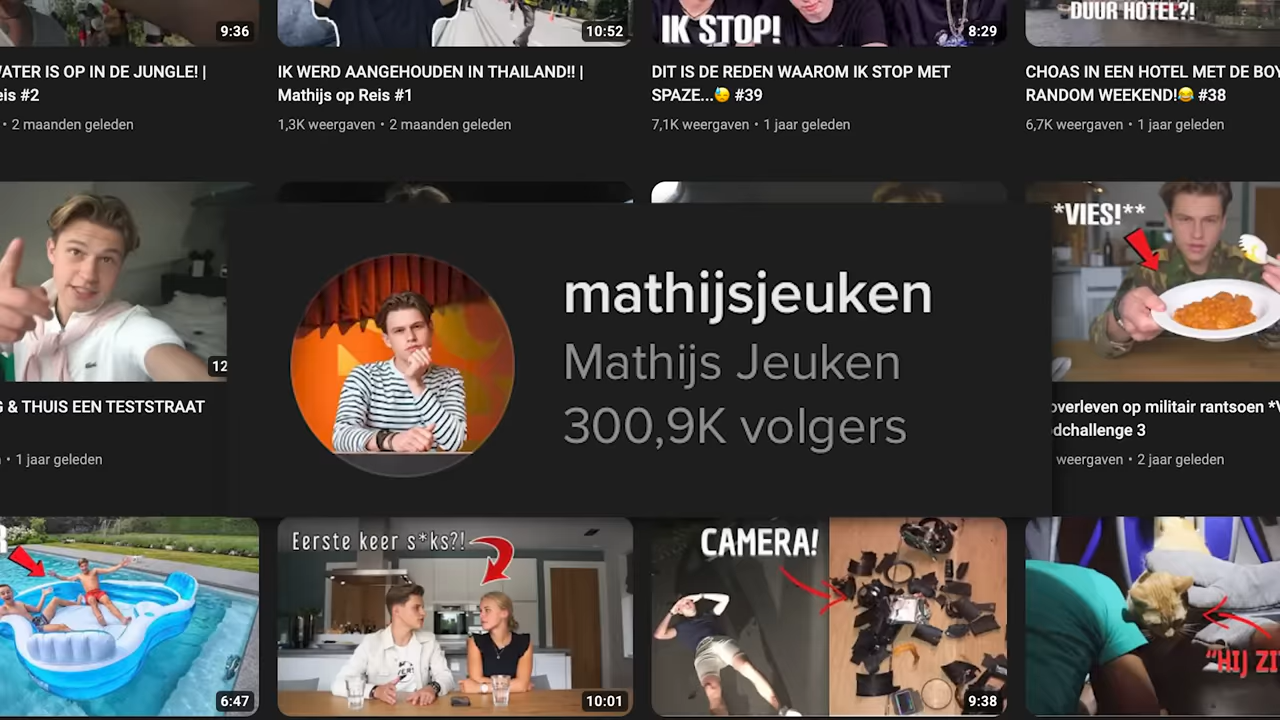 9:36
10:52
IK STOP!
8:29
DUUR HOTEL?!
WATER IS OP IN DE JUNGLE! |
eis #2
• 2 maanden geleden
IK WERD AANGEHOUDEN IN THAILAND!! |
Mathijs op Reis #1
1,3K weergaven • 2 maanden geleden
DIT IS DE REDEN WAAROM IK STOP MET
SPAZE...😓 #39
7,1K weergaven • 1 jaar geleden
CHOAS IN EEN HOTEL MET DE BOY
RANDOM WEEKEND!😂 #38
6,7K weergaven • 1 jaar geleden
*VIES!**
12
mathijsjeuken
Mathijs Jeuken
300,9K volgers
G & THUIS EEN TESTSTRAAT
• 1 jaar geleden
overleven op militair rantsoen *V
dchallenge 3
weergaven • 2 jaar geleden
R
6:47
Eerste keer s*ks?!
10:01
CAMERA!
9:38
"HIJ ZI